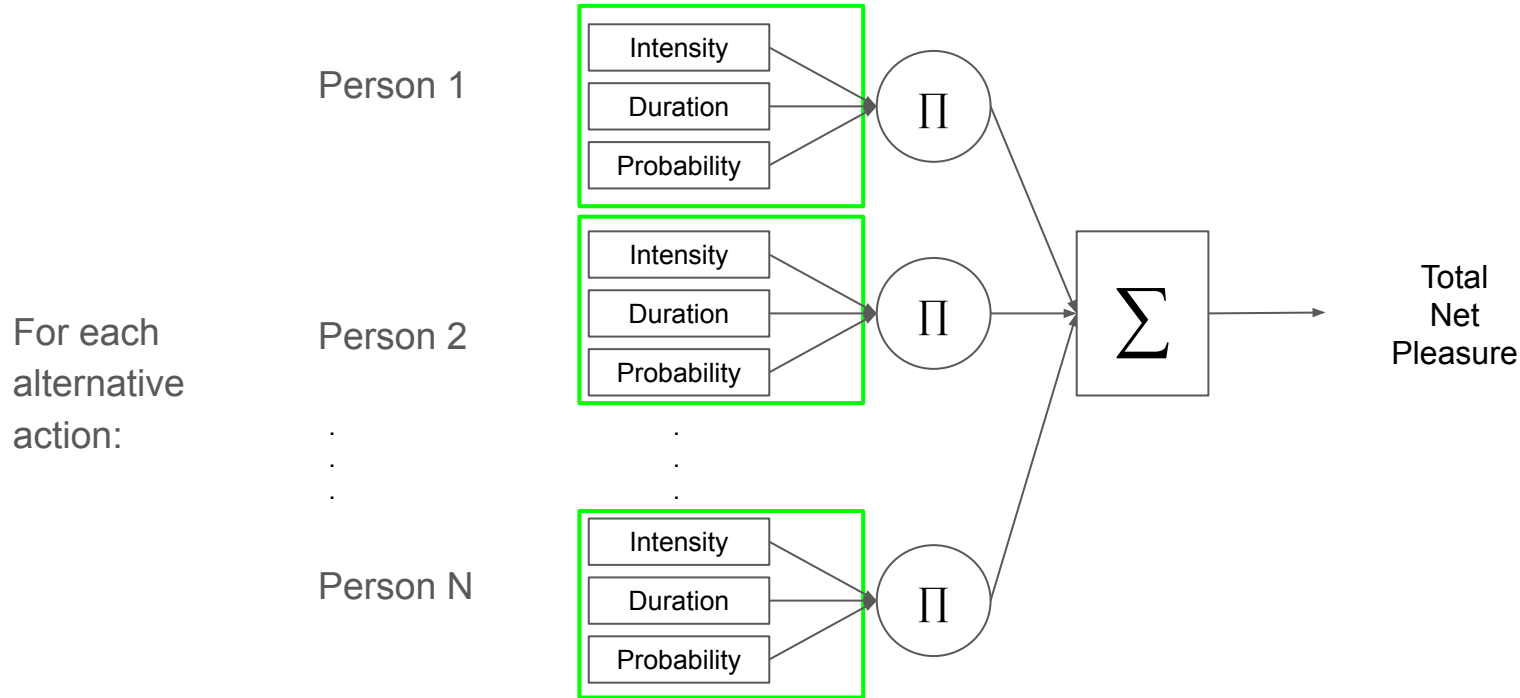 Person 1
Intensity
Duration
Probability
∏
For each
alternative
action:
Person 2
Intensity
Duration
Probability
∏
∑
Total
Net
Pleasure
. .
. .
. .
Person N
Intensity
Duration
Probability
∏